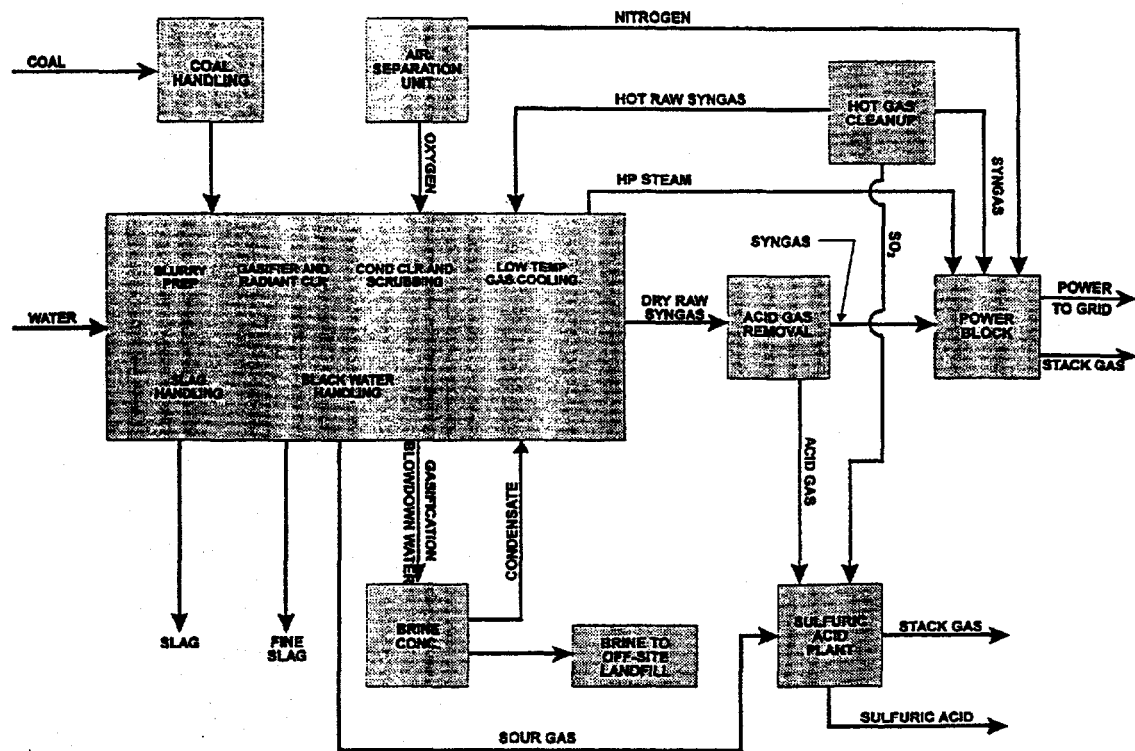 NITROGEN
COAL
COAL
HANDLING
AIR
SEPARATION
UNIT
HOT RAW SYNGAS
HOT GAS
CLEANUP
OXYGEN
HP STEAM
SYNGAS
SO₂
SYNGAS
SLURRY
PREP
GASIFIER AND
RADIANT CLR
COND CLR AND
SCRUBBING
LOW TEMP
GAS COOLING
WATER
DRY RAW
SYNGAS
ACID GAS
REMOVAL
POWER
BLOCK
POWER
TO GRID
STACK GAS
SLAG
HANDLING
BLACK WATER
HANDLING
GASIFICATION
BLOWDOWN WATER
CONDENSATE
ACID GAS
SLAG
FINE
SLAG
BRINE
CONC.
BRINE TO
OFF-SITE
LANDFILL
SULFURIC
ACID
PLANT
STACK GAS
SOUR GAS
SULFURIC ACID